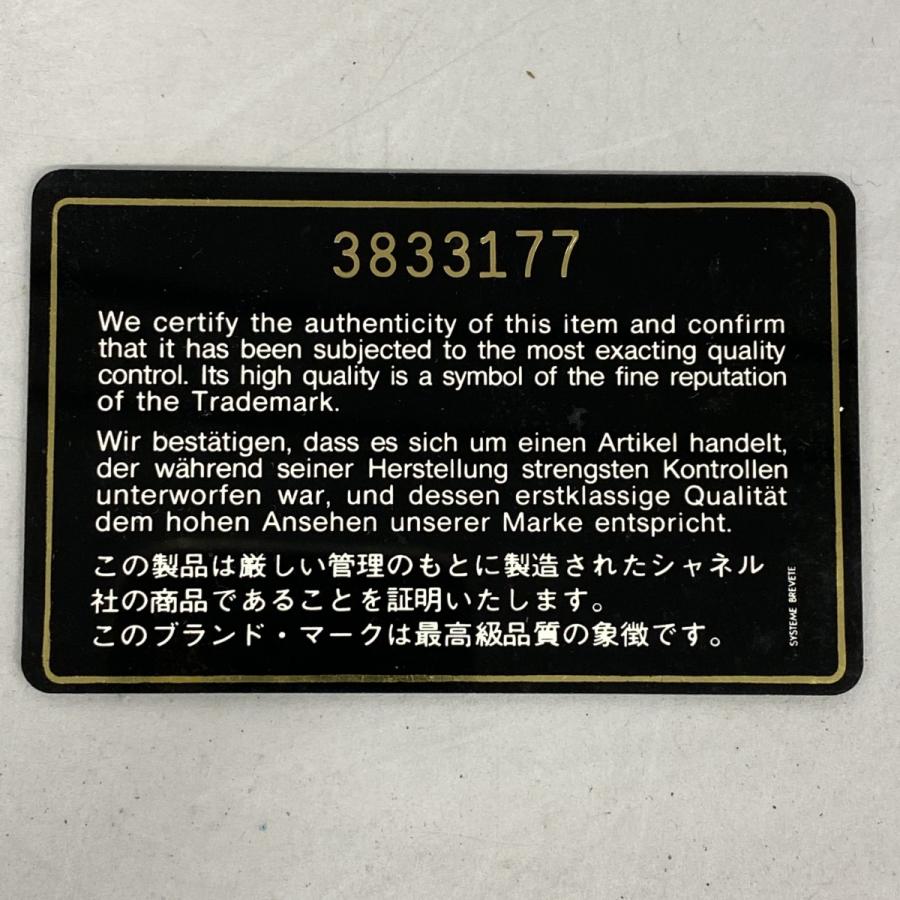 3833177
We certify the authenticity of this item and confirm
that it has been subjected to the most exacting quality
control. Its high quality is a symbol of the fine reputation
of the Trademark.
Wir bestätigen, dass es sich um einen Artikel handelt,
der während seiner Herstellung strengsten Kontrollen
unterworfen war, und dessen erstklassige Qualität
dem hohen Ansehen unserer Marke entspricht.
この製品は厳しい管理のもとに製造されたシャネル
社の商品であることを証明いたします。
このブランド・マークは最高級品質の象徴です。
SYSTEME BREVETE